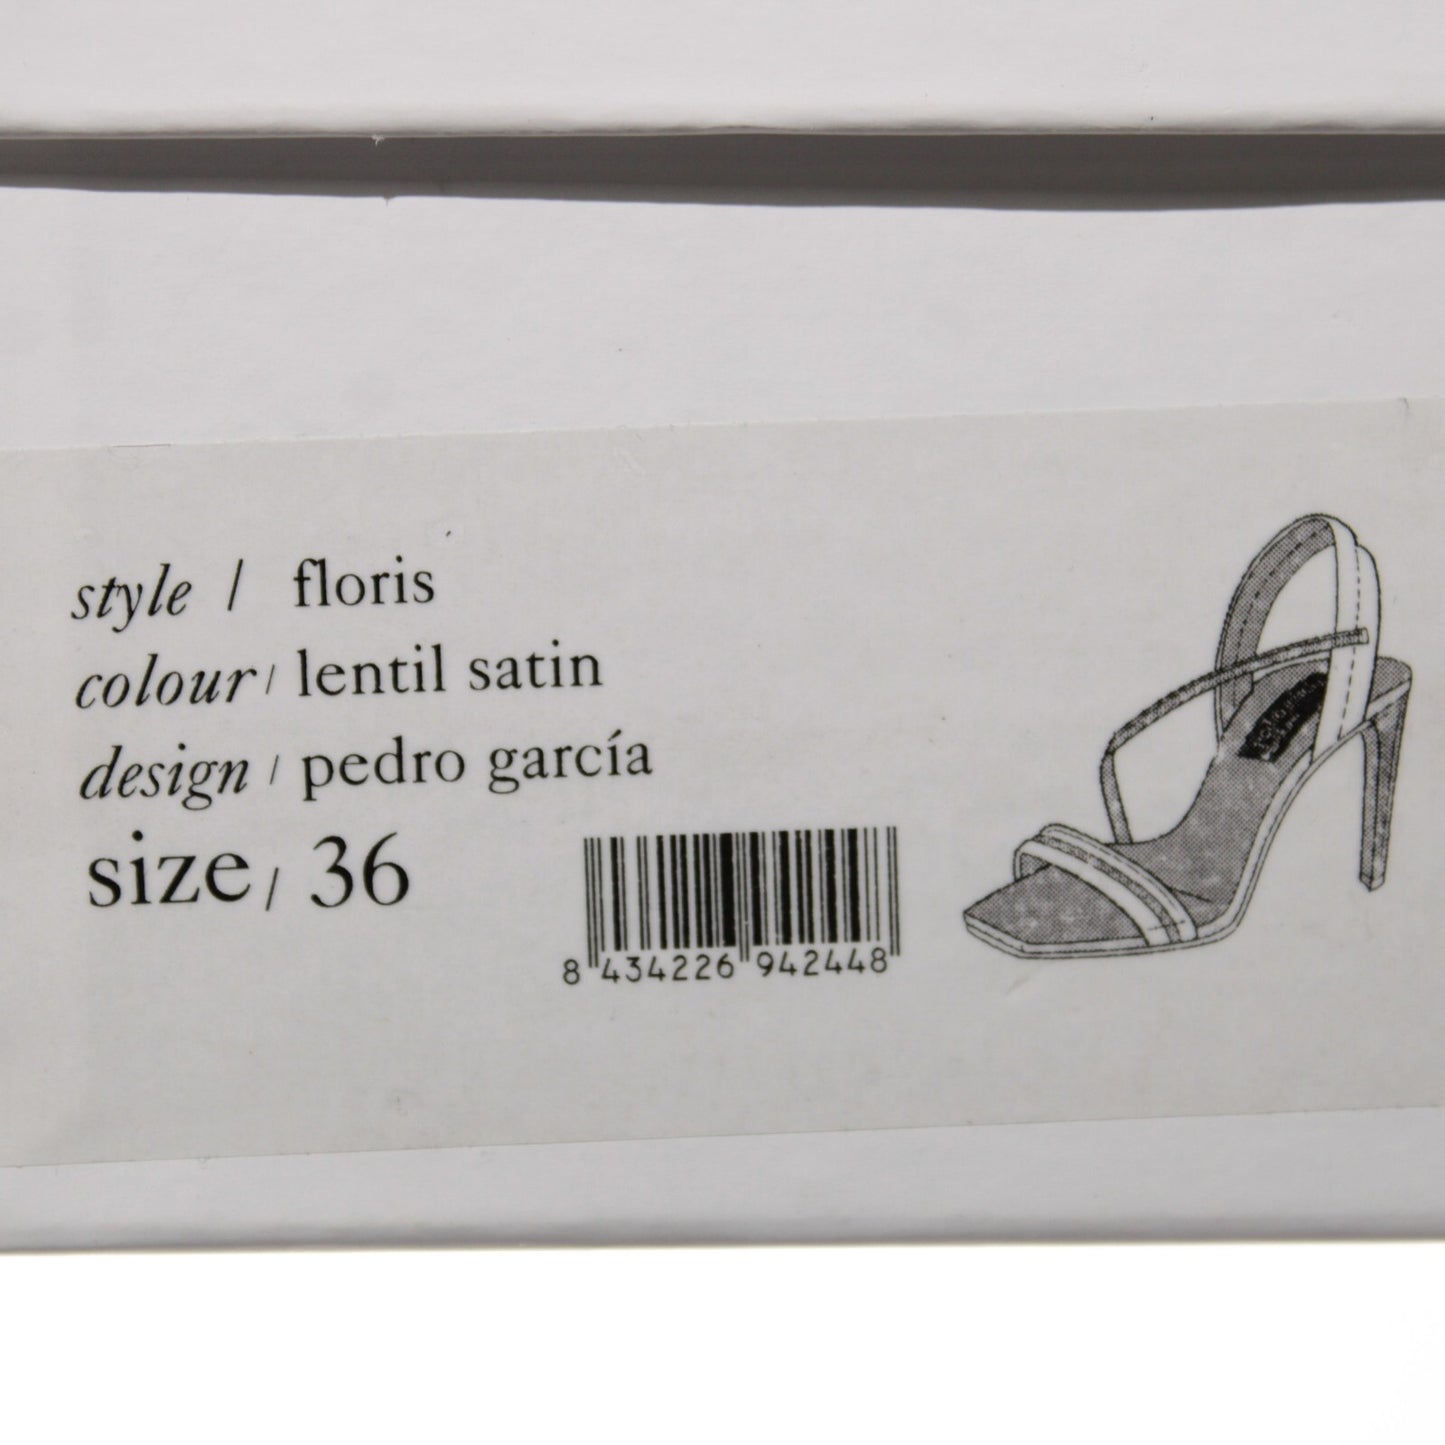 style / floris
colour / lentil satin
design / pedro garcía
size / 36
8 434226 942448